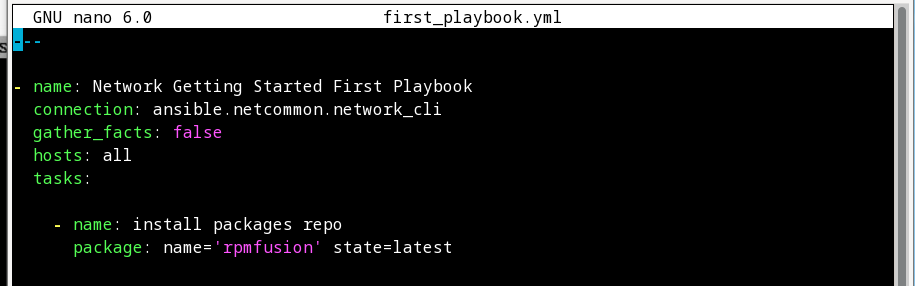 GNU nano 6.0 first_playbook.yml
---
- name: Network Getting Started First Playbook
  connection: ansible.netcommon.network_cli
  gather_facts: false
  hosts: all
  tasks:
    - name: install packages repo
      package: name='rpmfusion' state=latest